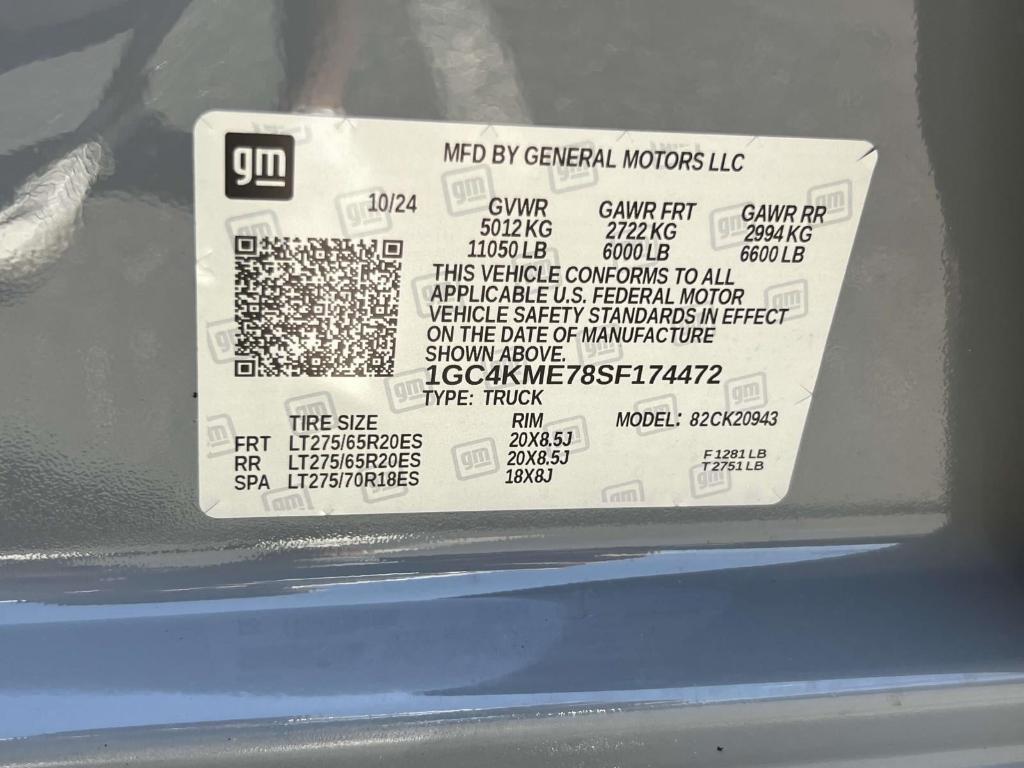 gm
MFD BY GENERAL MOTORS LLC
10/24
GVWR GAWR FRT GAWR RR
5012 KG 2722 KG 2994 KG
11050 LB 6000 LB 6600 LB
THIS VEHICLE CONFORMS TO ALL
APPLICABLE U.S. FEDERAL MOTOR
VEHICLE SAFETY STANDARDS IN EFFECT
ON THE DATE OF MANUFACTURE
SHOWN ABOVE.
1GC4KME78SF174472
TYPE: TRUCK
TIRE SIZE RIM MODEL: 82CK20943
FRT LT275/65R20ES 20X8.5J
RR LT275/65R20ES 20X8.5J F 1281 LB
SPA LT275/70R18ES 18X8J T 2751 LB